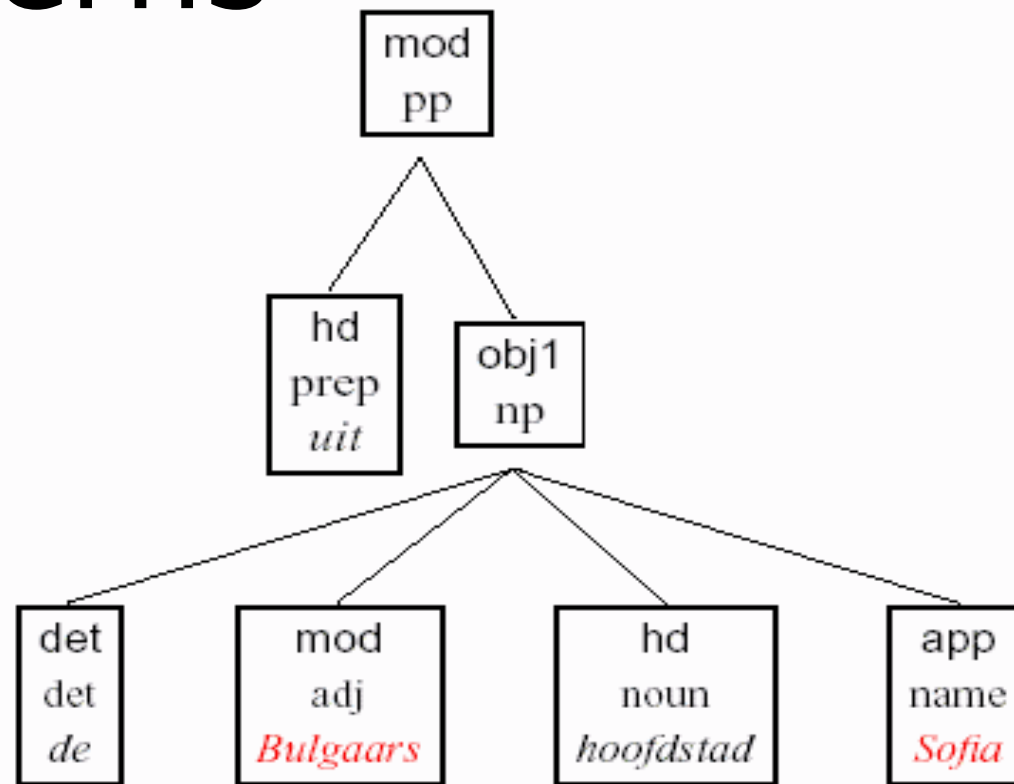 mod
pp
hd
prep
uit
obj1
np
det
det
de
mod
adj
Bulgaars
hd
noun
hoofdstad
app
name
Sofia